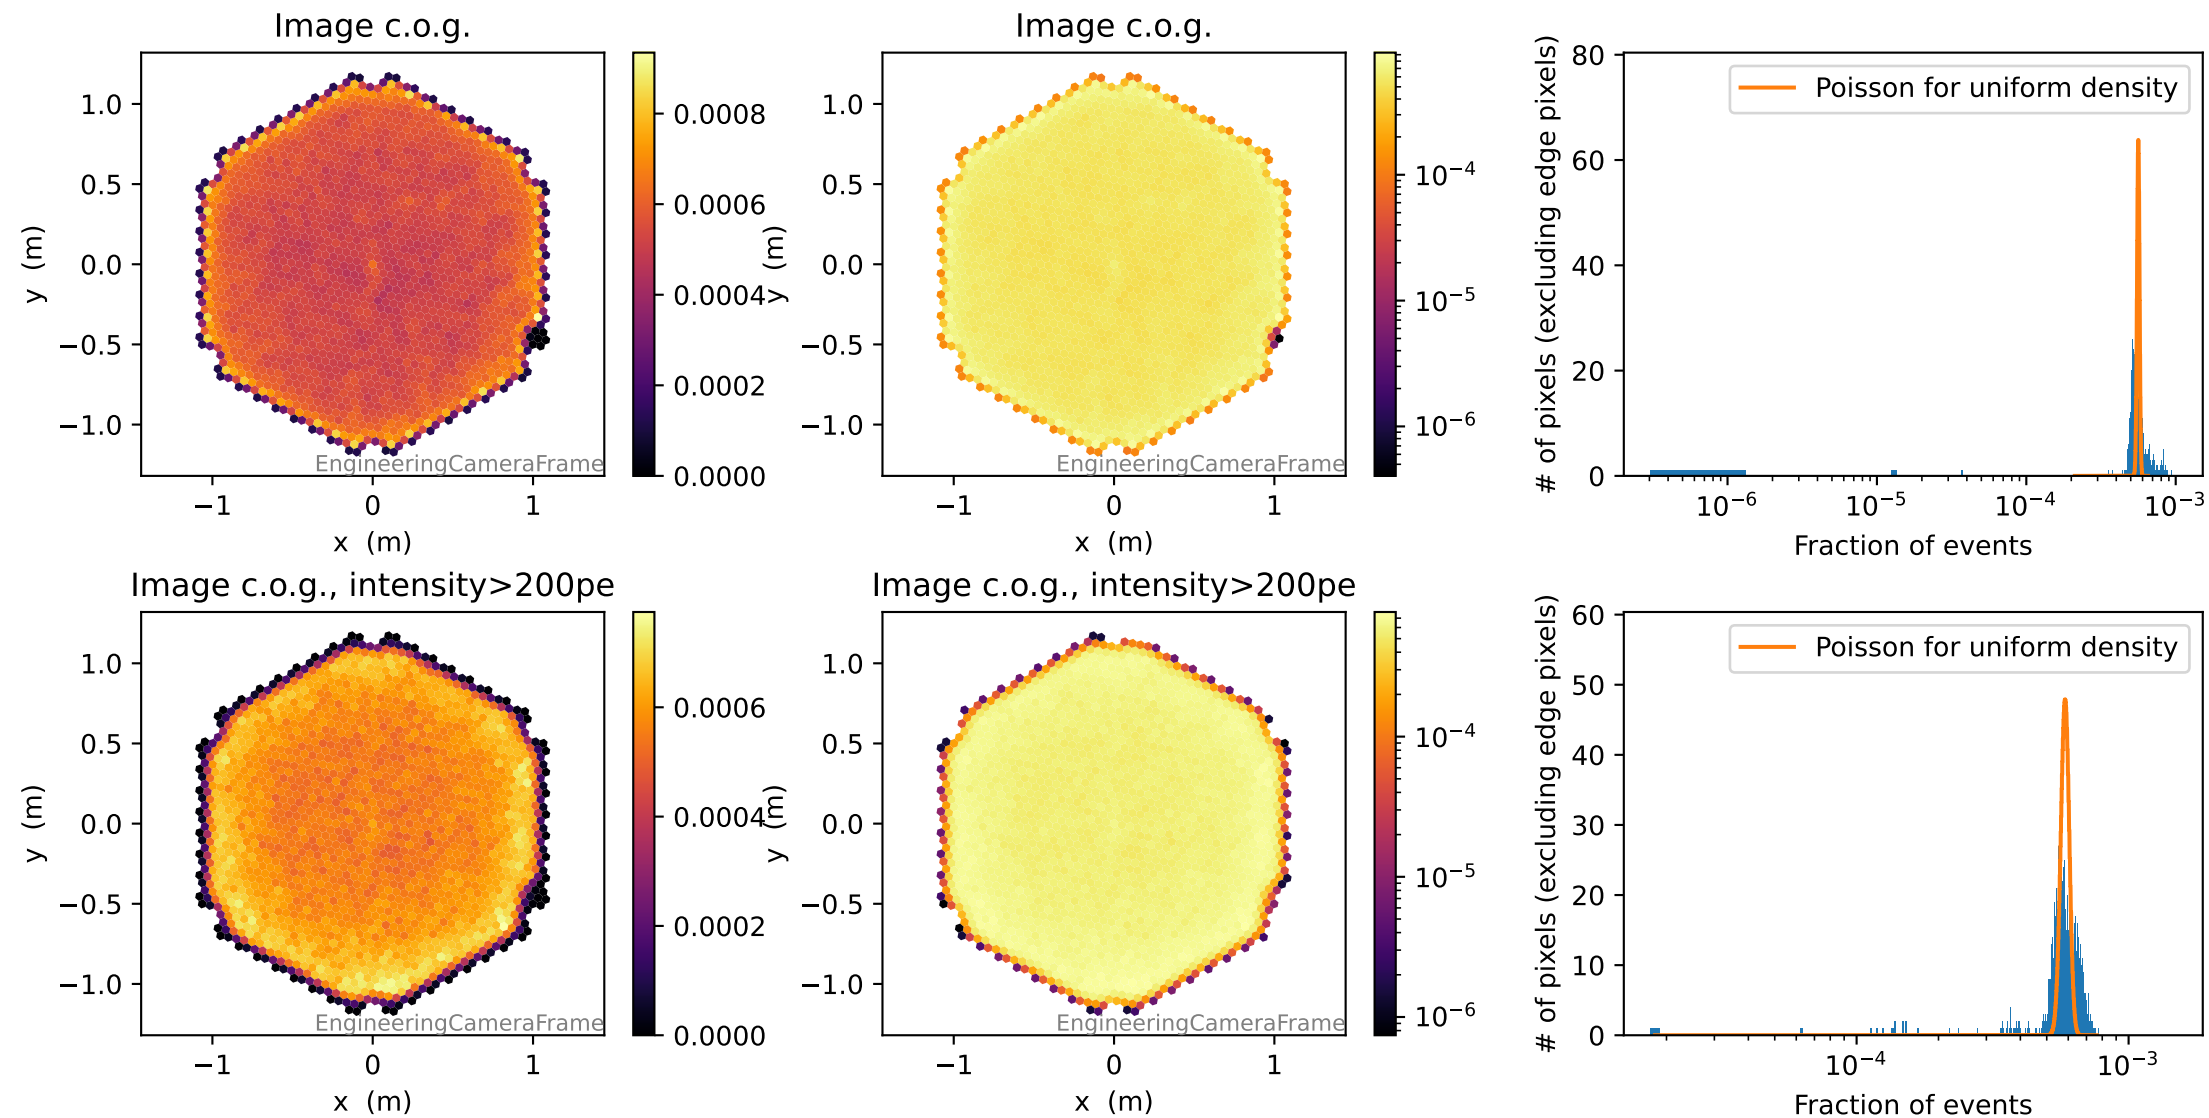 Image c.o.g.
1.0
0.5
0.0
−0.5
−1.0
y (m)
−1
0
1
x (m)
EngineeringCameraFrame
0.0008
0.0006
0.0004
0.0002
0.0000
Image c.o.g.
1.0
0.5
0.0
−0.5
−1.0
y (m)
−1
0
1
x (m)
EngineeringCameraFrame
10⁻⁴
10⁻⁵
10⁻⁶
# of pixels (excluding edge pixels)
80
60
40
20
0
Poisson for uniform density
10⁻⁶
10⁻⁵
10⁻⁴
10⁻³
Fraction of events
Image c.o.g., intensity>200pe
1.0
0.5
0.0
−0.5
−1.0
y (m)
−1
0
1
x (m)
EngineeringCameraFrame
0.0006
0.0004
0.0002
0.0000
Image c.o.g., intensity>200pe
1.0
0.5
0.0
−0.5
−1.0
y (m)
−1
0
1
x (m)
EngineeringCameraFrame
10⁻⁴
10⁻⁵
10⁻⁶
# of pixels (excluding edge pixels)
60
50
40
30
20
10
0
Poisson for uniform density
10⁻⁴
10⁻³
Fraction of events